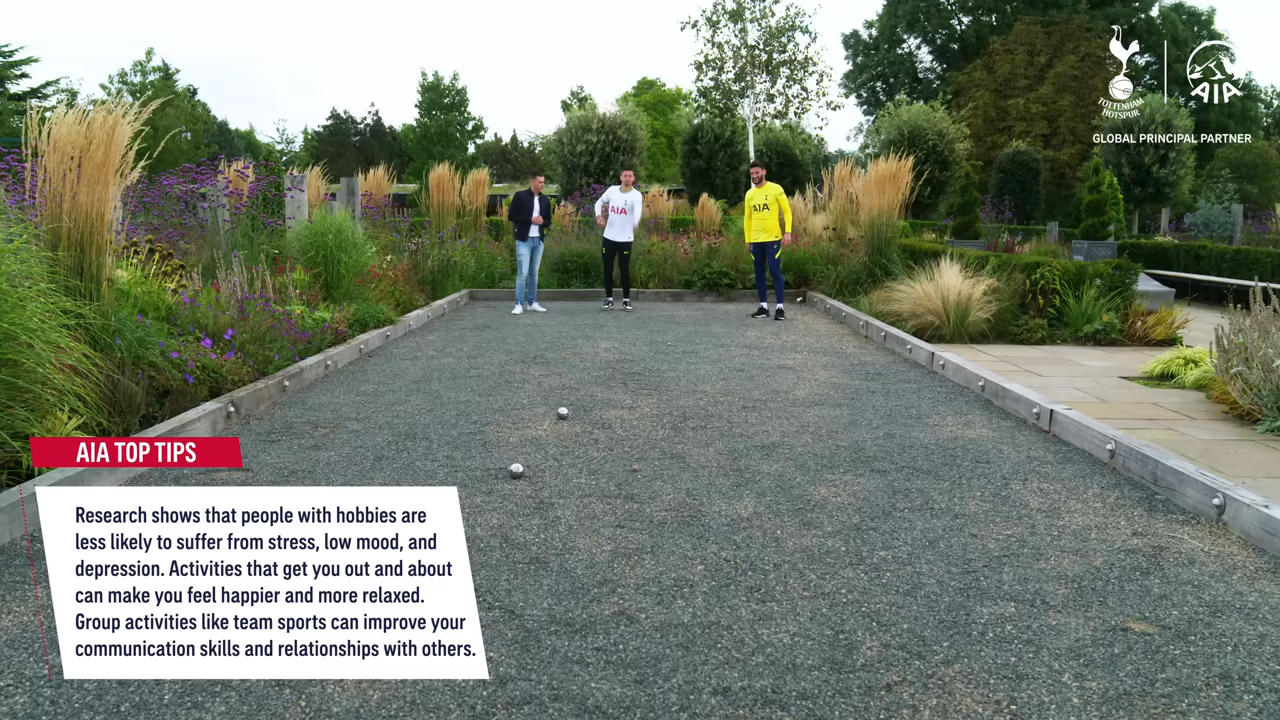 TOTTENHAM
HOTSPUR
AIA
GLOBAL PRINCIPAL PARTNER
AIA
AIA
AIA TOP TIPS
Research shows that people with hobbies are
less likely to suffer from stress, low mood, and
depression. Activities that get you out and about
can make you feel happier and more relaxed.
Group activities like team sports can improve your
communication skills and relationships with others.